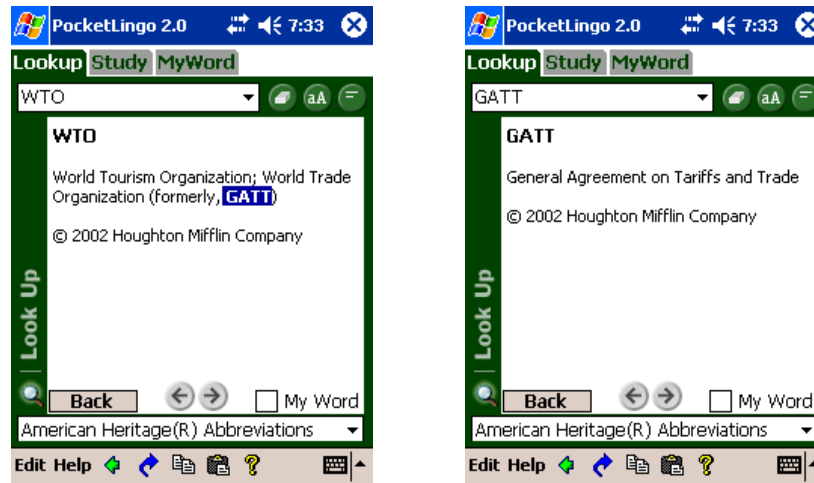 PocketLingo 2.0 7:33
Lookup Study MyWord
WTO
aA
WTO
World Tourism Organization; World Trade
Organization (formerly, GATT)
© 2002 Houghton Mifflin Company
Look Up
Back
My Word
American Heritage(R) Abbreviations
Edit Help
PocketLingo 2.0 7:33
Lookup Study MyWord
GATT
aA
GATT
General Agreement on Tariffs and Trade
© 2002 Houghton Mifflin Company
Look Up
Back
My Word
American Heritage(R) Abbreviations
Edit Help